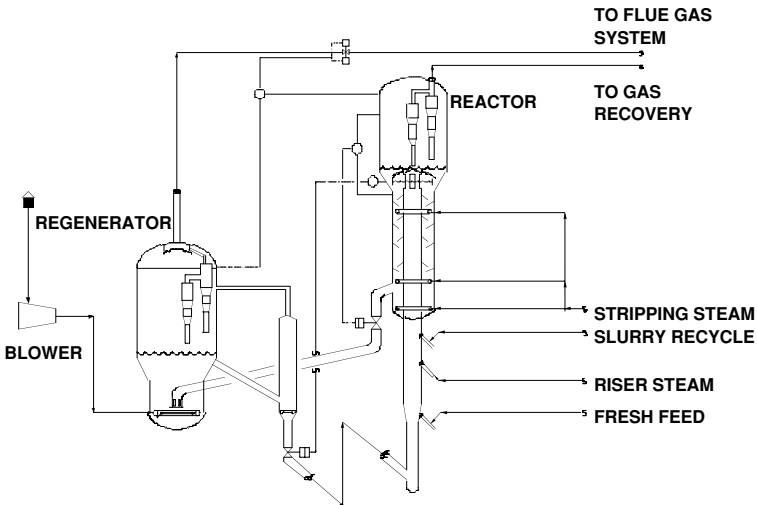 TO FLUE GAS
SYSTEM
TO GAS
RECOVERY
REACTOR
REGENERATOR
BLOWER
STRIPPING STEAM
SLURRY RECYCLE
RISER STEAM
FRESH FEED